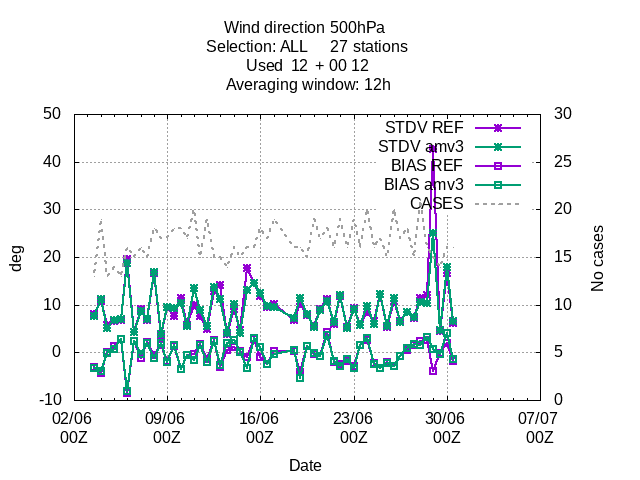 Wind direction 500hPa
Selection: ALL 27 stations
Used 12 + 00 12
Averaging window: 12h
50
40
30
20
10
0
-10
30
25
20
15
10
5
0
STDV REF
STDV amv3
BIAS REF
BIAS amv3
CASES
deg
No cases
02/06 09/06 16/06 23/06 30/06 07/07
00Z 00Z 00Z 00Z 00Z 00Z
Date